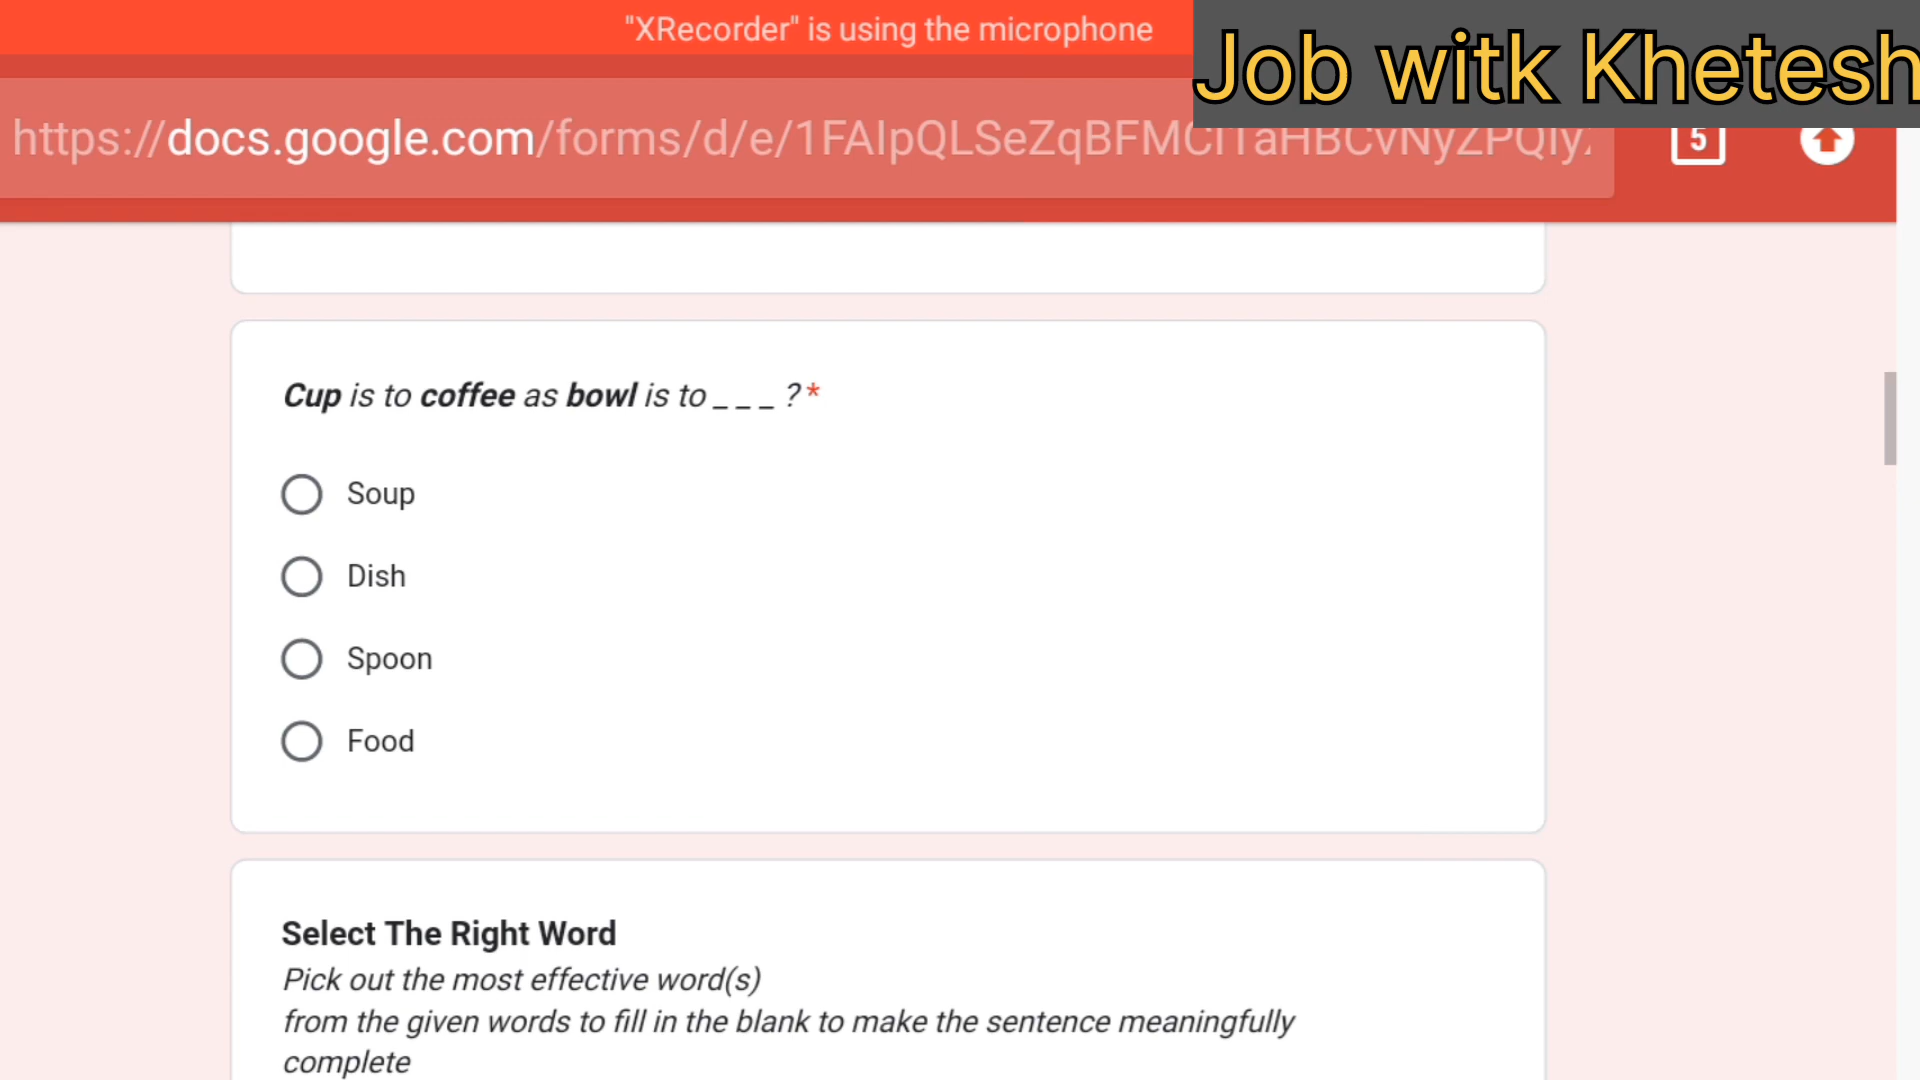 "XRecorder" is using the microphone
Job witk Khetesh
https://docs.google.com/forms/d/e/
5
Cup is to coffee as bowl is to _ _ _ ? *
Soup
Dish
Spoon
Food
Select The Right Word
Pick out the most effective word(s)
from the given words to fill in the blank to make the sentence meaningfully
complete